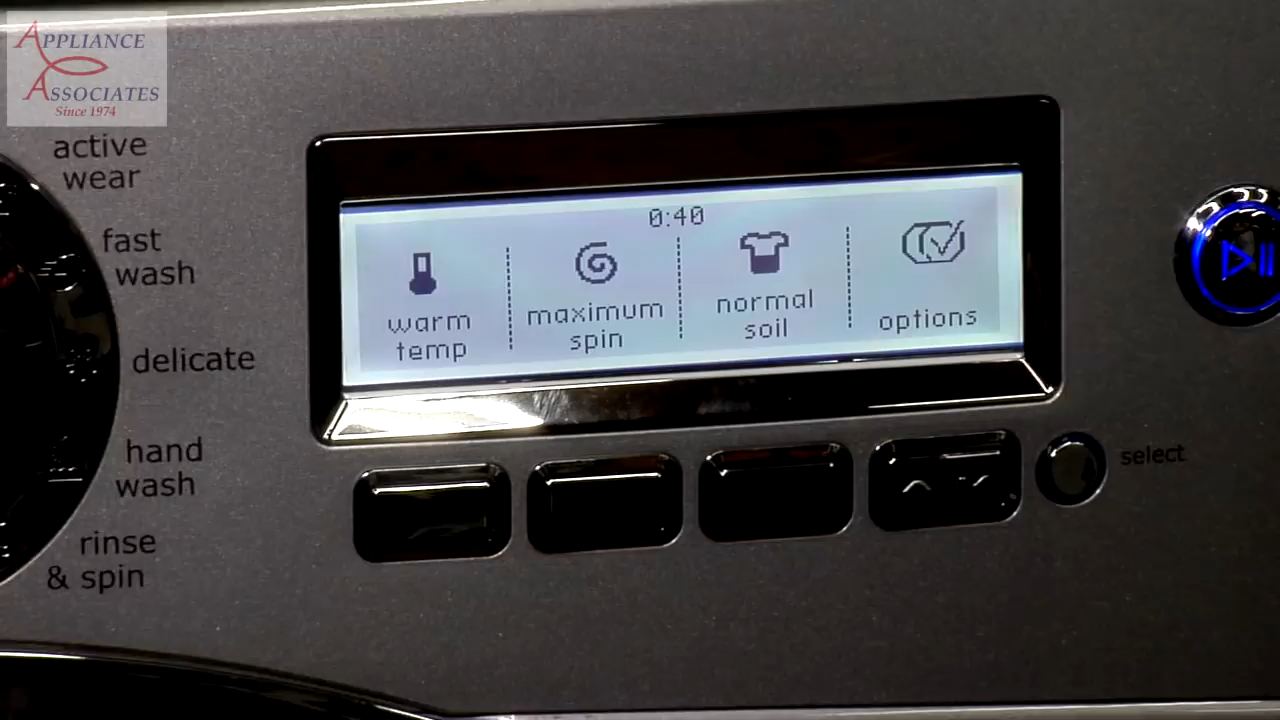 APPLIANCE
ASSOCIATES
Since 1974
active
wear
fast
wash
delicate
hand
wash
rinse
& spin
0:40
warm
temp
maximum
spin
normal
soil
options
select